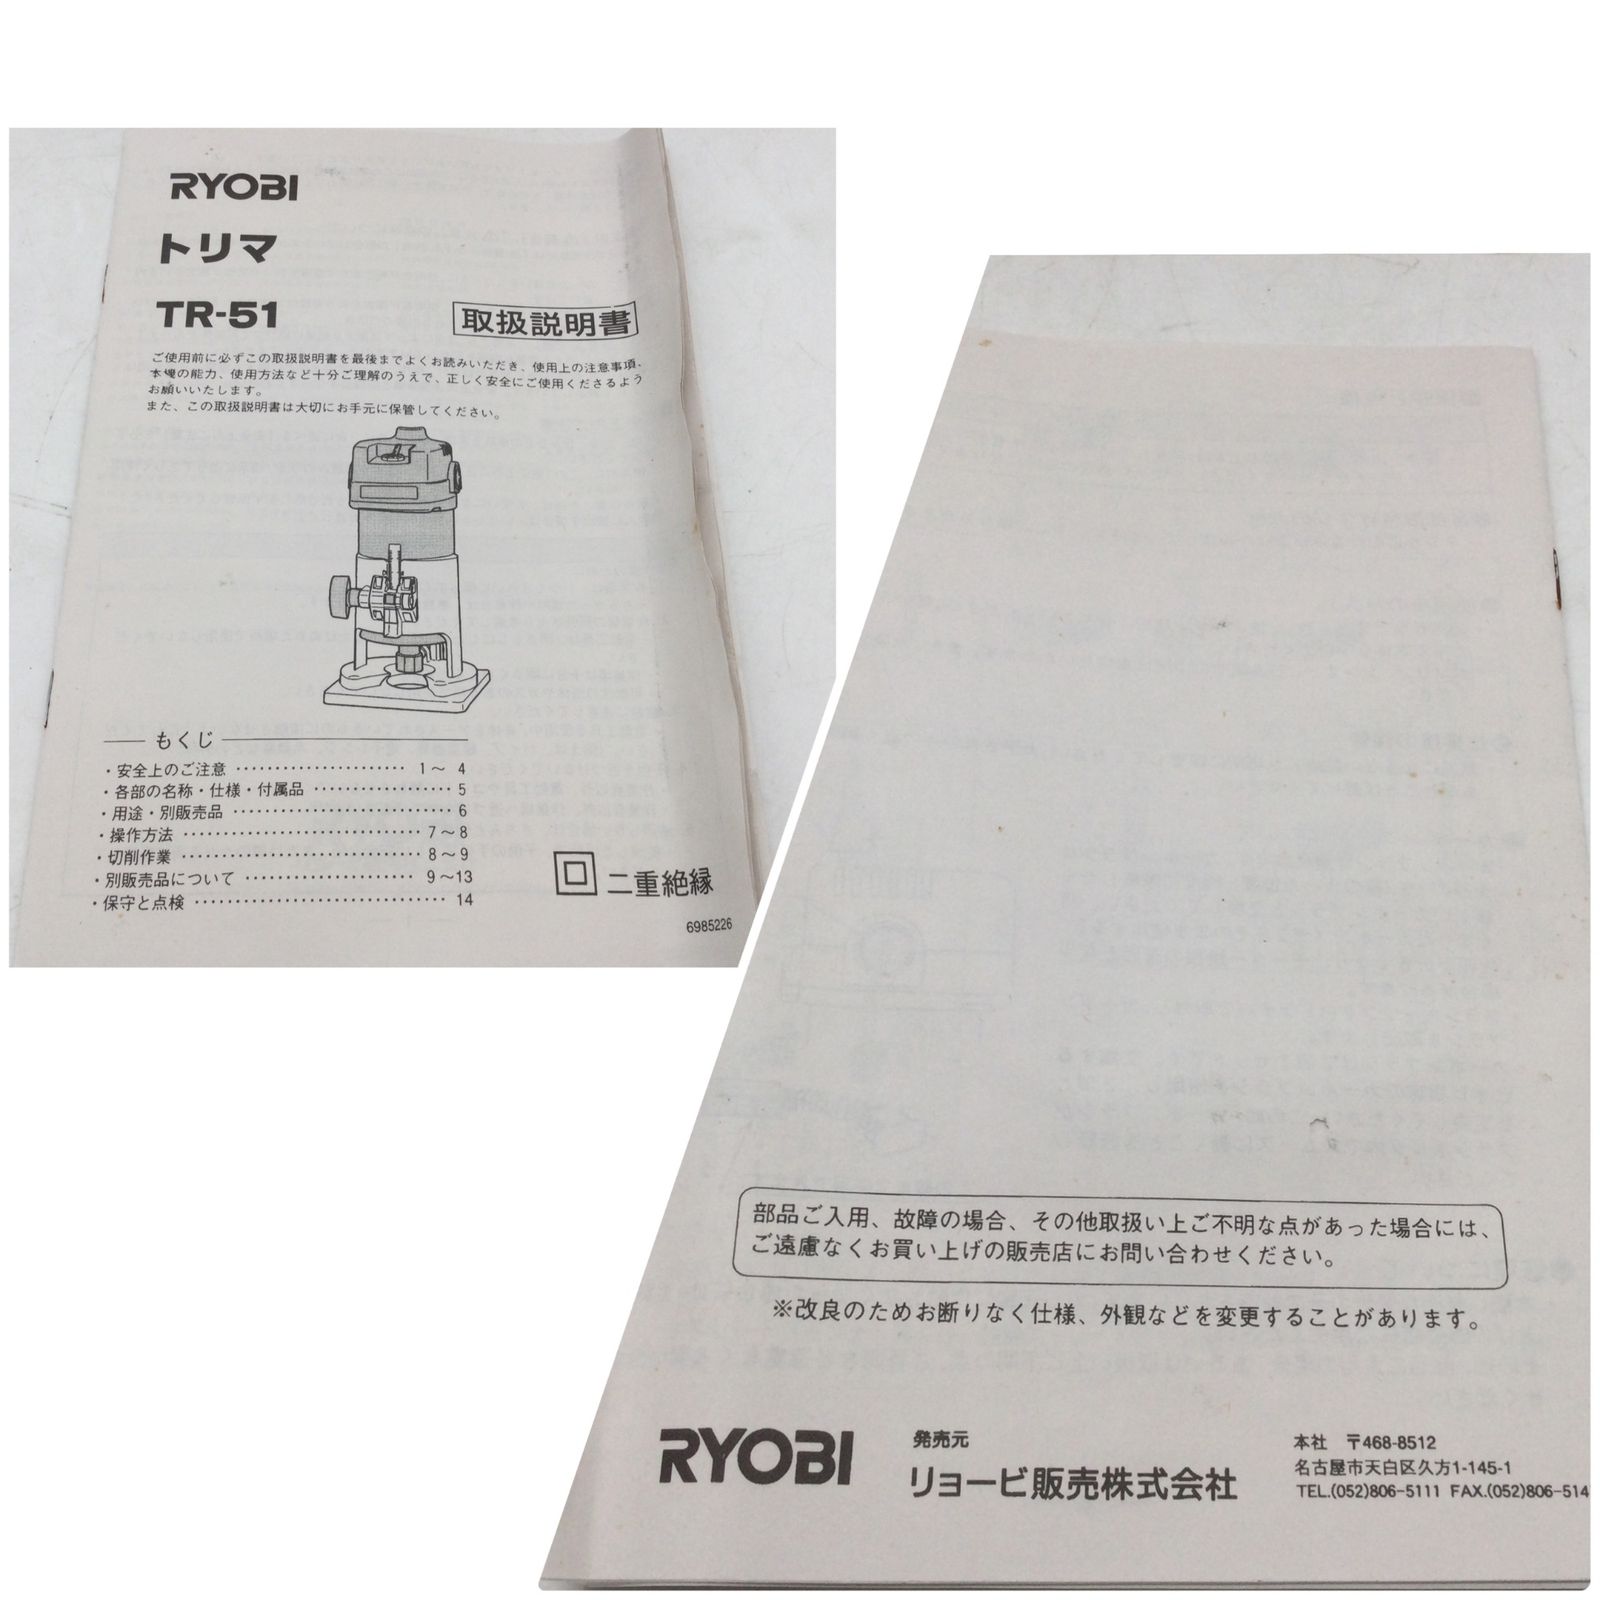 RYOBI
トリマ
TR-51
取扱説明書
ご使用前に必ずこの取扱説明書を最後までよくお読みいただき、使用上の注意事項、
本機の能力、使用方法など十分ご理解のうえで、正しく安全にご使用くださるよう
お願いいたします。
また、この取扱説明書は大切にお手元に保管してください。
もくじ
・安全上のご注意 ······················ 1～ 4
・各部の名称・仕様・付属品 ·················· 5
・用途・別販売品 ···························· 6
・操作方法 ······························ 7～8
・切削作業 ······························ 8～9
・別販売品について ······················ 9～13
・保守と点検 ································ 14
二重絶縁
6985226
部品ご入用、故障の場合、その他取扱い上ご不明な点があった場合には、
ご遠慮なくお買い上げの販売店にお問い合わせください。
※改良のためお断りなく仕様、外観などを変更することがあります。
RYOBI
発売元
リョービ販売株式会社
本社 〒468-8512
名古屋市天白区久方1-145-1
TEL.(052)806-5111 FAX.(052)806-514